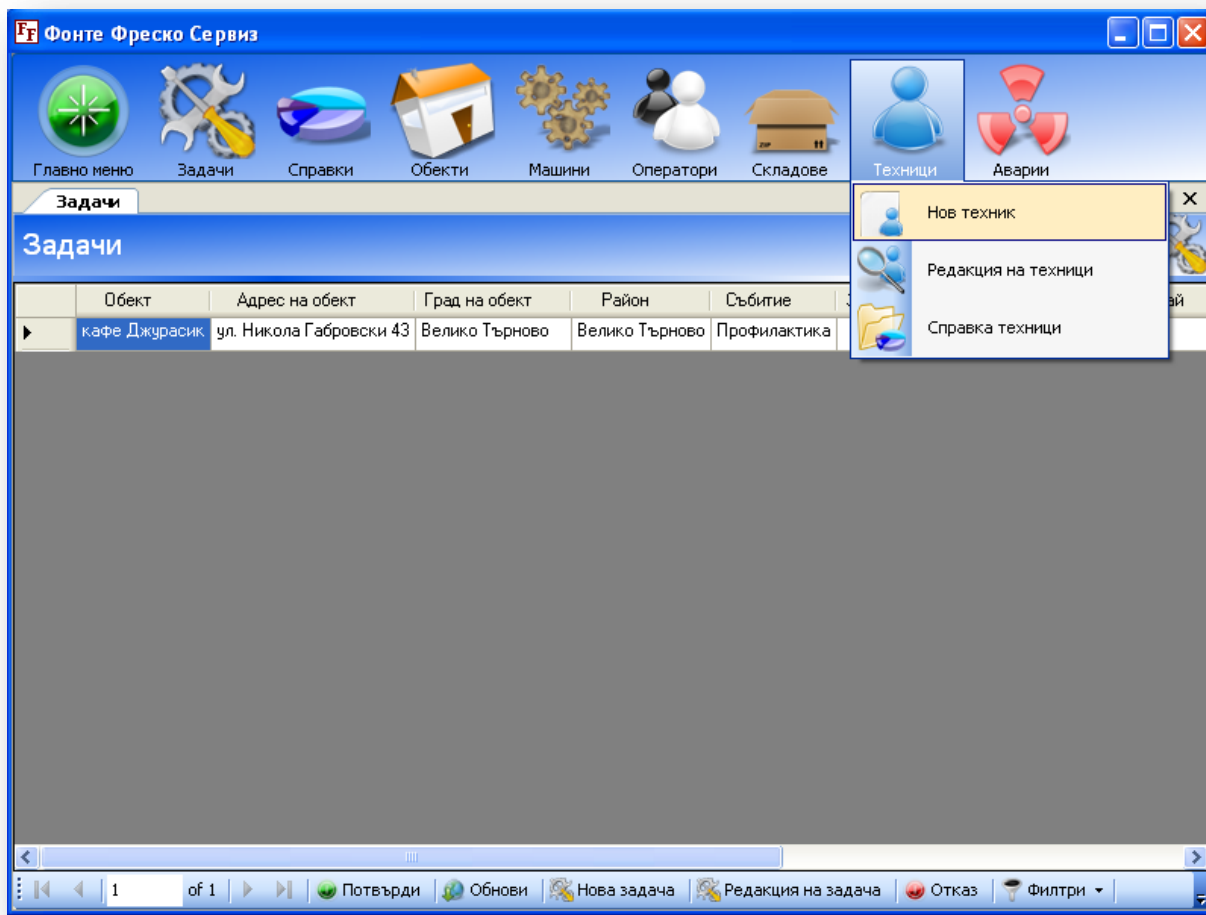 Фонте Фреско Сервиз
Главно меню Задачи Справки Обекти Машини Оператори Складове Техници Аварии
Задачи
Нов техник
Задачи
Редакция на техници
Обект Адрес на обект Град на обект Район Събитие
кафе Джурасик ул. Никола Габровски 43 Велико Търново Велико Търново Профилактика
Справка техници
1 of 1 Потвърди Обнови Нова задача Редакция на задача Отказ Филтри